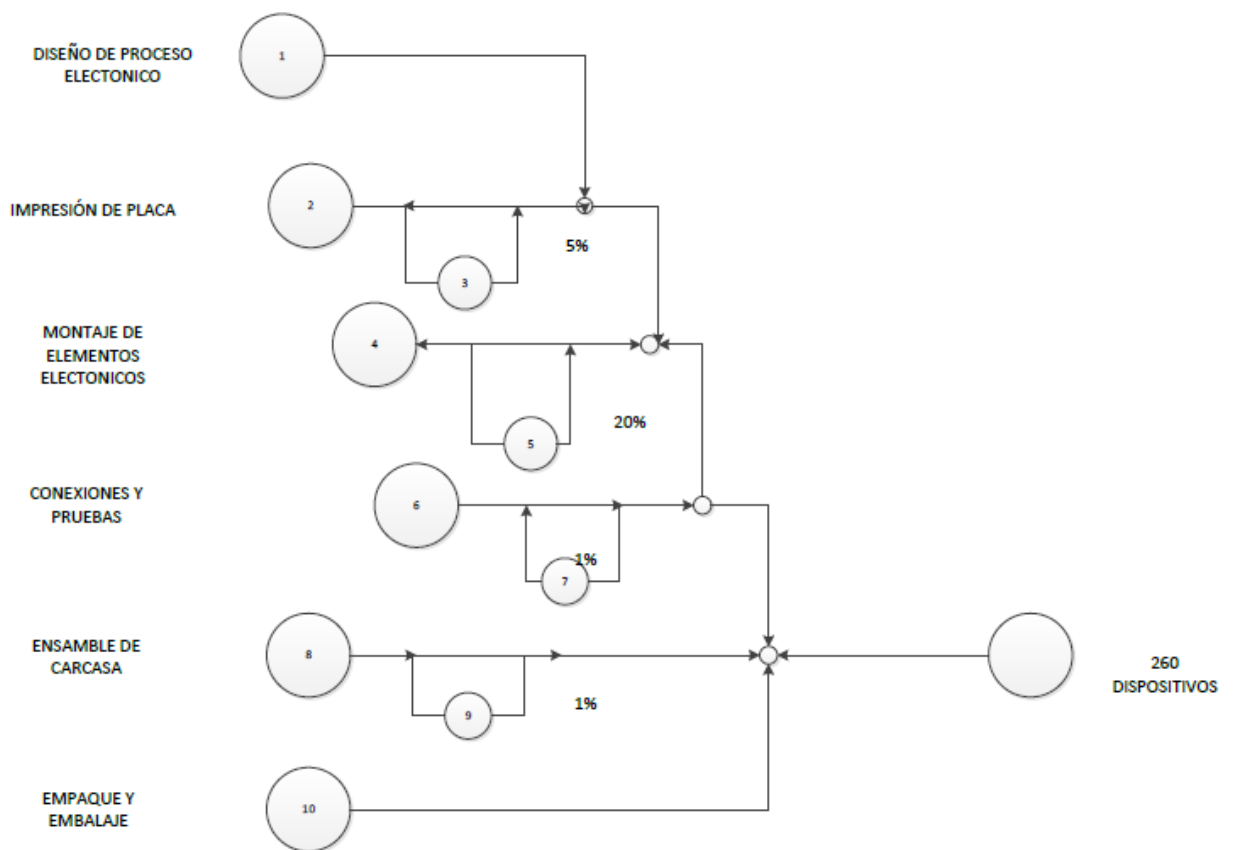 DISEÑO DE PROCESO
ELECTONICO
1
IMPRESIÓN DE PLACA
2
5%
3
MONTAJE DE
ELEMENTOS
ELECTONICOS
4
20%
5
CONEXIONES Y
PRUEBAS
6
1%
7
ENSAMBLE DE
CARCASA
8
260
DISPOSITIVOS
1%
9
EMPAQUE Y
EMBALAJE
10